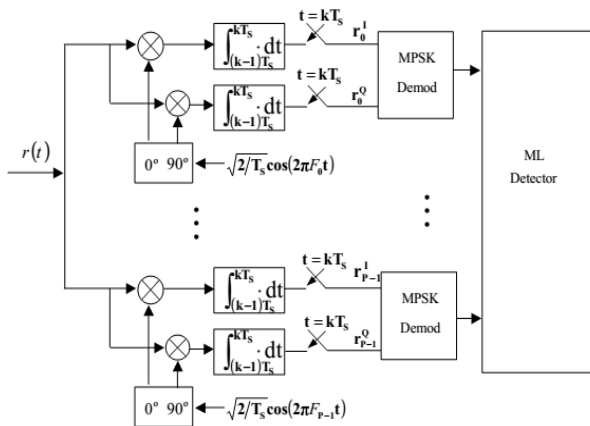 r(t)
∫_{(k−1)T_S}^{kT_S} · dt
t = kT_S
r_0^I
∫_{(k−1)T_S}^{kT_S} · dt
t = kT_S
r_0^Q
MPSK
Demod
0° 90°
√2/T_S cos(2πF_0t)
ML
Detector
∫_{(k−1)T_S}^{kT_S} · dt
t = kT_S
r_{P−1}^I
∫_{(k−1)T_S}^{kT_S} · dt
t = kT_S
r_{P−1}^Q
MPSK
Demod
0° 90°
√2/T_S cos(2πF_{P−1}t)